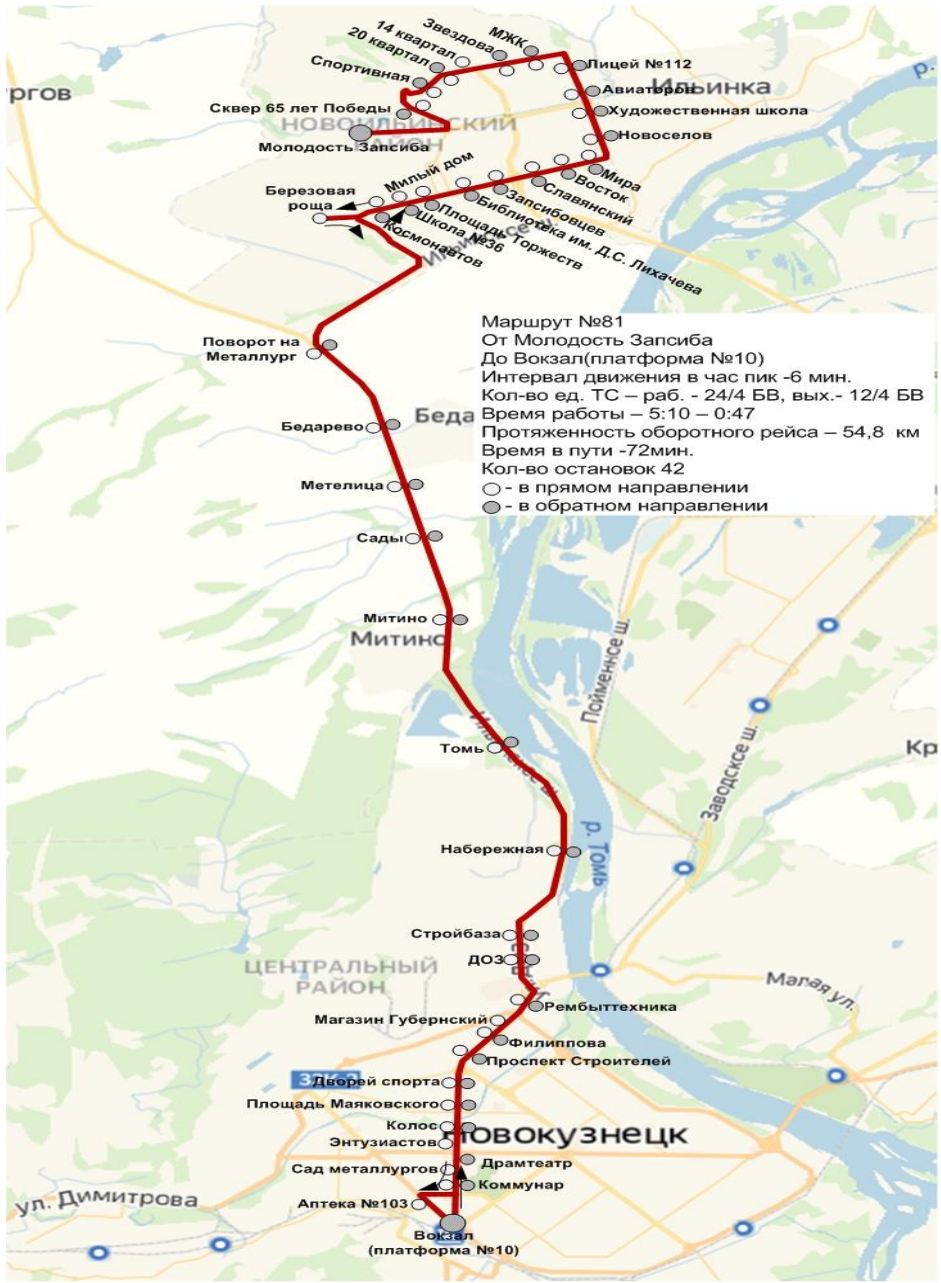 Звездова
МЖК
14 квартал
20 квартал
Спортивная
Лицей №112
р.
ургов
Ильинка
Авиаторов
Сквер 65 лет Победы
Художественная школа
НОВОИЛЬИНСКИЙ
РАЙОН
Новоселов
Молодость Запсиба
Милый дом
Мира
Восток
Славянский
Запсибовцев
Библиотека им. Д.С. Лихачева
Площадь Торжеств
Школа №36
Космонавтов
Березовая
роща
Маршрут №81
От Молодость Запсиба
До Вокзал(платформа №10)
Интервал движения в час пик -6 мин.
Кол-во ед. ТС – раб. - 24/4 БВ, вых.- 12/4 БВ
Время работы – 5:10 – 0:47
Протяженность оборотного рейса – 54,8 км
Время в пути -72мин.
Кол-во остановок 42
- в прямом направлении
- в обратном направлении
Поворот на
Металлург
Бедарево
Беда
Метелица
Сады
Митино
Митино
Пойменное ш.
Томь
Заводское ш.
Кр
р. Томь
Набережная
Стройбаза
ДОЗ
ЦЕНТРАЛЬНЫЙ
РАЙОН
Малая ул.
Рембыттехника
Магазин Губернский
Филиппова
Проспект Строителей
Дворей спорта
Площадь Маяковского
Колос
овокузнецк
Энтузиастов
Драмтеатр
Сад металлургов
Коммунар
ул. Димитрова
Аптека №103
Вокзал
(платформа №10)